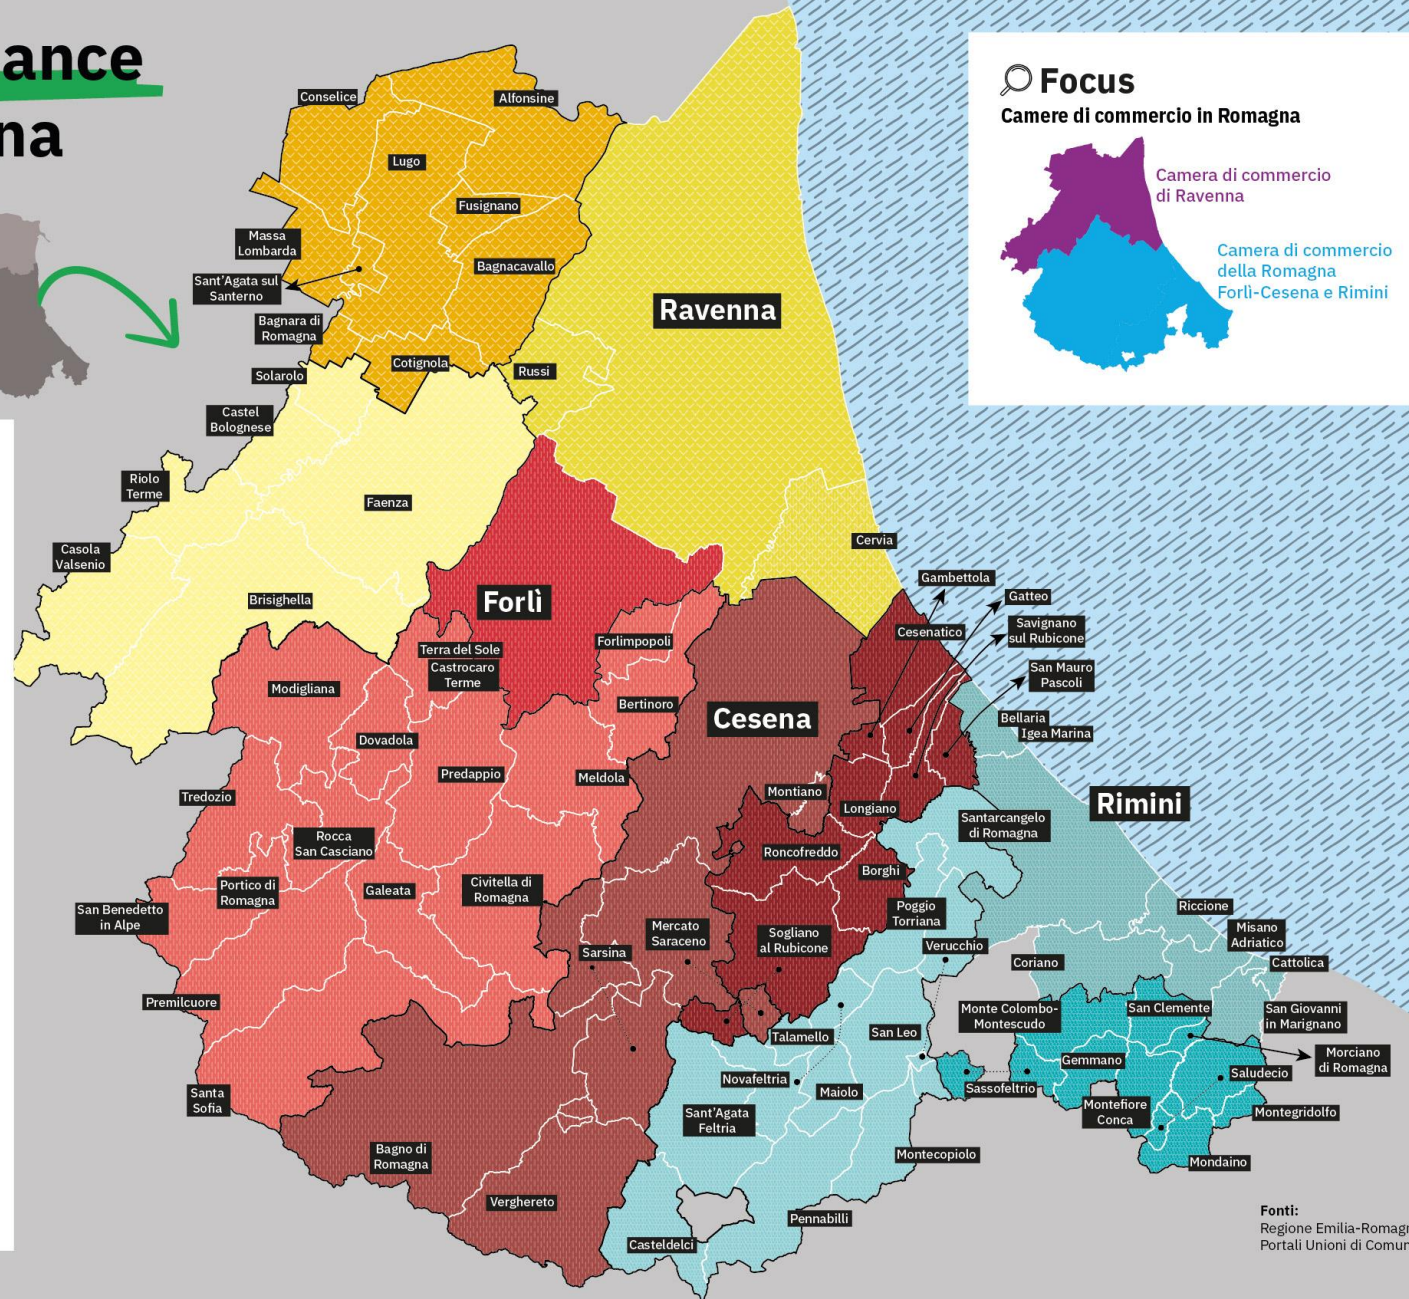 ance
na
Focus
Camere di commercio in Romagna
Camera di commercio
di Ravenna
Camera di commercio
della Romagna
Forlì-Cesena e Rimini
Conselice
Alfonsine
Lugo
Fusignano
Massa
Lombarda
Bagnacavallo
Sant'Agata sul
Santerno
Ravenna
Bagnara di
Romagna
Cotignola
Russi
Solarolo
Castel
Bolognese
Riolo
Terme
Faenza
Casola
Valsenio
Cervia
Brisighella
Forlì
Gambettola
Gatteo
Cesenatico
Savignano
sul Rubicone
Forlimpopoli
Terra del Sole
Castrocaro
Terme
San Mauro
Pascoli
Modigliana
Bertinoro
Cesena
Bellaria
Igea Marina
Dovadola
Predappio
Meldola
Montiano
Tredozio
Longiano
Rimini
Santarcangelo
di Romagna
Rocca
San Casciano
Roncofreddo
Borghi
Portico di
Romagna
Galeata
Civitella di
Romagna
San Benedetto
in Alpe
Poggio
Torriana
Riccione
Mercato
Saraceno
Sogliano
al Rubicone
Misano
Adriatico
Sarsina
Verucchio
Coriano
Cattolica
Premilcuore
Monte Colombo-
Montescudo
San Clemente
San Giovanni
in Marignano
Talamello
San Leo
Gemmano
Morciano
di Romagna
Novafeltria
Maiolo
Sassofeltrio
Saludecio
Santa
Sofia
Sant'Agata
Feltria
Montefiore
Conca
Montegridolfo
Bagno di
Romagna
Montecopiolo
Mondaino
Verghereto
Pennabilli
Casteldelci
Fonti:
Regione Emilia-Romagn
Portali Unioni di Comun